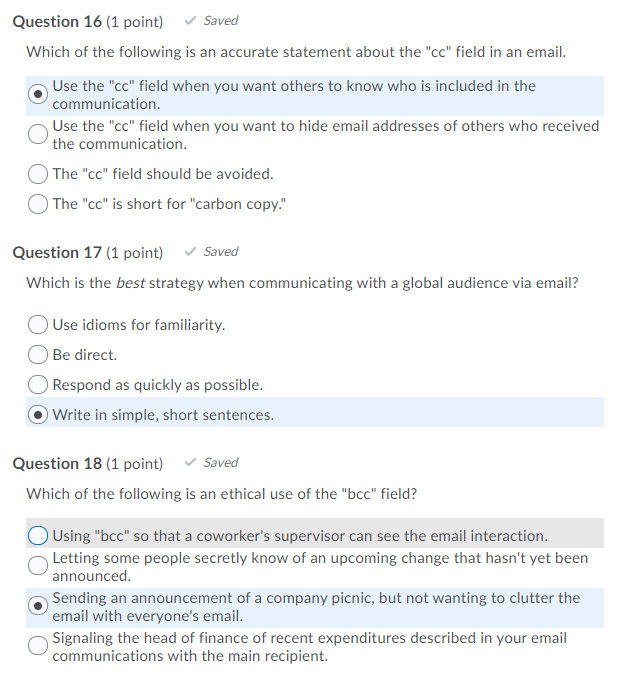 Question 16 (1 point) ✓ Saved
Which of the following is an accurate statement about the "cc" field in an email.
Use the "cc" field when you want others to know who is included in the
communication.
Use the "cc" field when you want to hide email addresses of others who received
the communication.
The "cc" field should be avoided.
The "cc" is short for "carbon copy."
Question 17 (1 point) ✓ Saved
Which is the best strategy when communicating with a global audience via email?
Use idioms for familiarity.
Be direct.
Respond as quickly as possible.
Write in simple, short sentences.
Question 18 (1 point) ✓ Saved
Which of the following is an ethical use of the "bcc" field?
Using "bcc" so that a coworker's supervisor can see the email interaction.
Letting some people secretly know of an upcoming change that hasn't yet been
announced.
Sending an announcement of a company picnic, but not wanting to clutter the
email with everyone's email.
Signaling the head of finance of recent expenditures described in your email
communications with the main recipient.